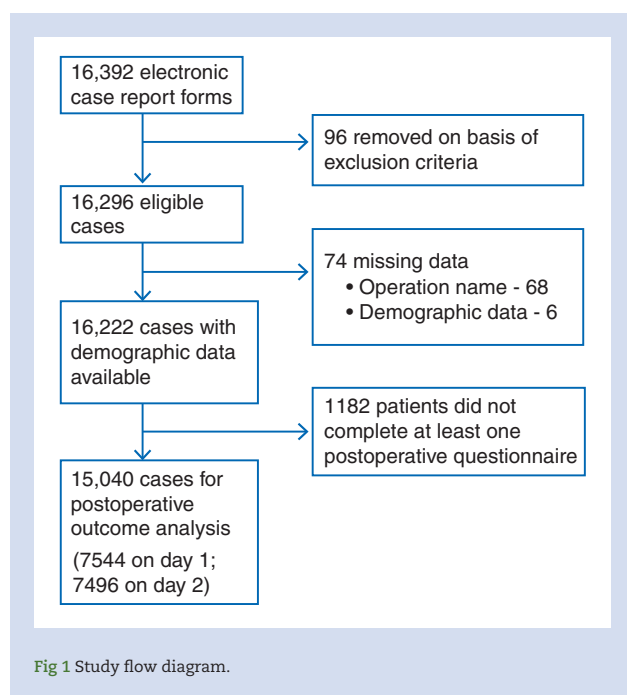 16,392 electronic
case report forms
96 removed on basis of
exclusion criteria
16,296 eligible
cases
74 missing data
• Operation name - 68
• Demographic data - 6
16,222 cases with
demographic data
available
1182 patients did not
complete at least one
postoperative questionnaire
15,040 cases for
postoperative
outcome analysis
(7544 on day 1;
7496 on day 2)
Fig 1 Study flow diagram.